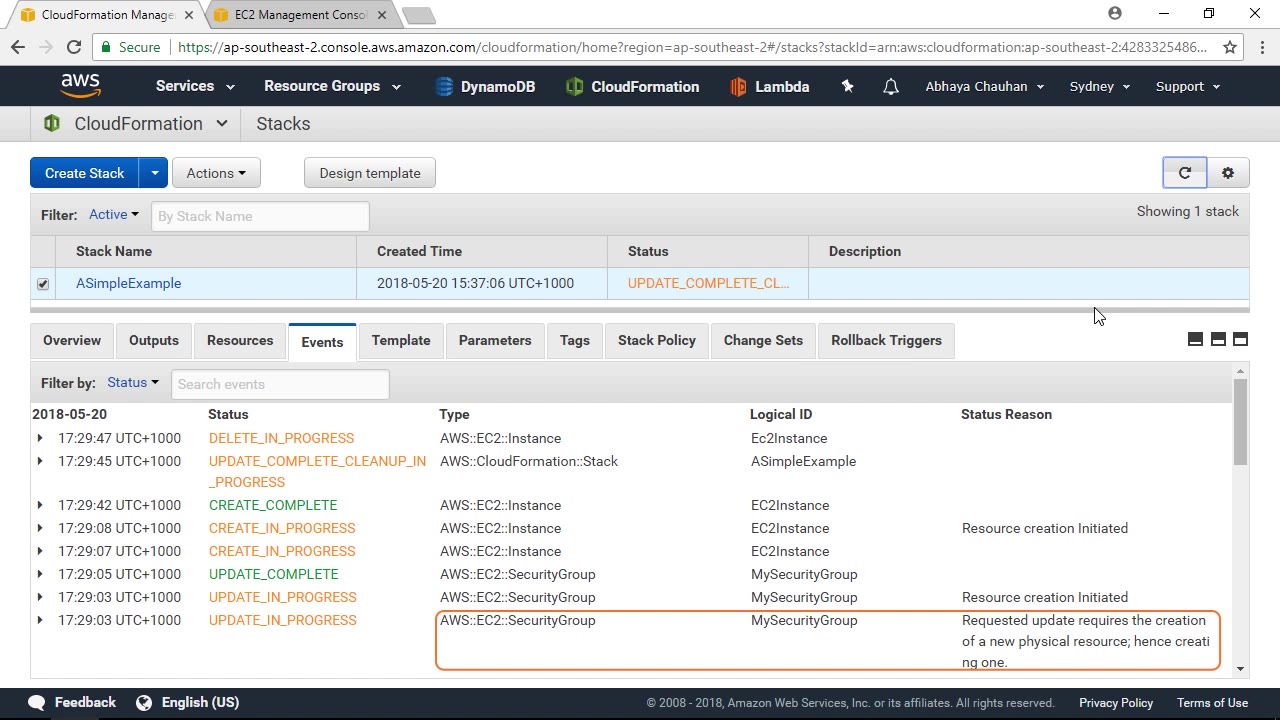 CloudFormation Manage
EC2 Management Conso
Secure https://ap-southeast-2.console.aws.amazon.com/cloudformation/home?region=ap-southeast-2#/stacks?stackId=arn:aws:cloudformation:ap-southeast-2:4283325486...
aws Services Resource Groups DynamoDB CloudFormation Lambda Abhaya Chauhan Sydney Support
CloudFormation Stacks
Create Stack Actions Design template
Filter: Active By Stack Name Showing 1 stack
Stack Name Created Time Status Description
ASimpleExample 2018-05-20 15:37:06 UTC+1000 UPDATE_COMPLETE_CL...
Overview Outputs Resources Events Template Parameters Tags Stack Policy Change Sets Rollback Triggers
Filter by: Status Search events
2018-05-20 Status Type Logical ID Status Reason
17:29:47 UTC+1000 DELETE_IN_PROGRESS AWS::EC2::Instance Ec2Instance
17:29:45 UTC+1000 UPDATE_COMPLETE_CLEANUP_IN AWS::CloudFormation::Stack ASimpleExample
_PROGRESS
17:29:42 UTC+1000 CREATE_COMPLETE AWS::EC2::Instance EC2Instance
17:29:08 UTC+1000 CREATE_IN_PROGRESS AWS::EC2::Instance EC2Instance Resource creation Initiated
17:29:07 UTC+1000 CREATE_IN_PROGRESS AWS::EC2::Instance EC2Instance
17:29:05 UTC+1000 UPDATE_COMPLETE AWS::EC2::SecurityGroup MySecurityGroup
17:29:03 UTC+1000 UPDATE_IN_PROGRESS AWS::EC2::SecurityGroup MySecurityGroup Resource creation Initiated
17:29:03 UTC+1000 UPDATE_IN_PROGRESS AWS::EC2::SecurityGroup MySecurityGroup Requested update requires the creation
of a new physical resource; hence creati
ng one.
Feedback English (US) © 2008 - 2018, Amazon Web Services, Inc. or its affiliates. All rights reserved. Privacy Policy Terms of Use